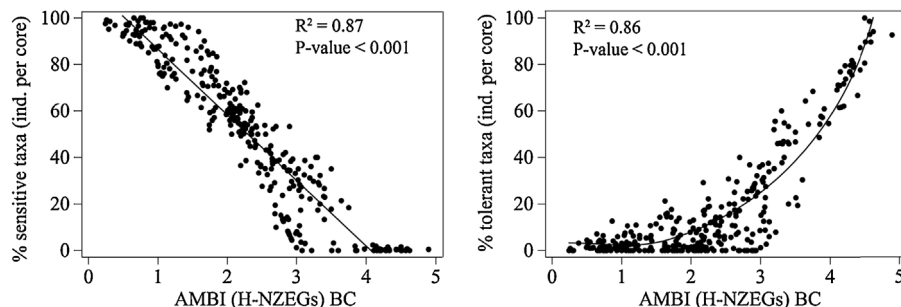 R² = 0.87
P-value < 0.001
% sensitive taxa (ind. per core)
100
80
60
40
20
0
0 1 2 3 4 5
AMBI (H-NZEGs) BC
R² = 0.86
P-value < 0.001
% tolerant taxa (ind. per core)
100
80
60
40
20
0
0 1 2 3 4 5
AMBI (H-NZEGs) BC